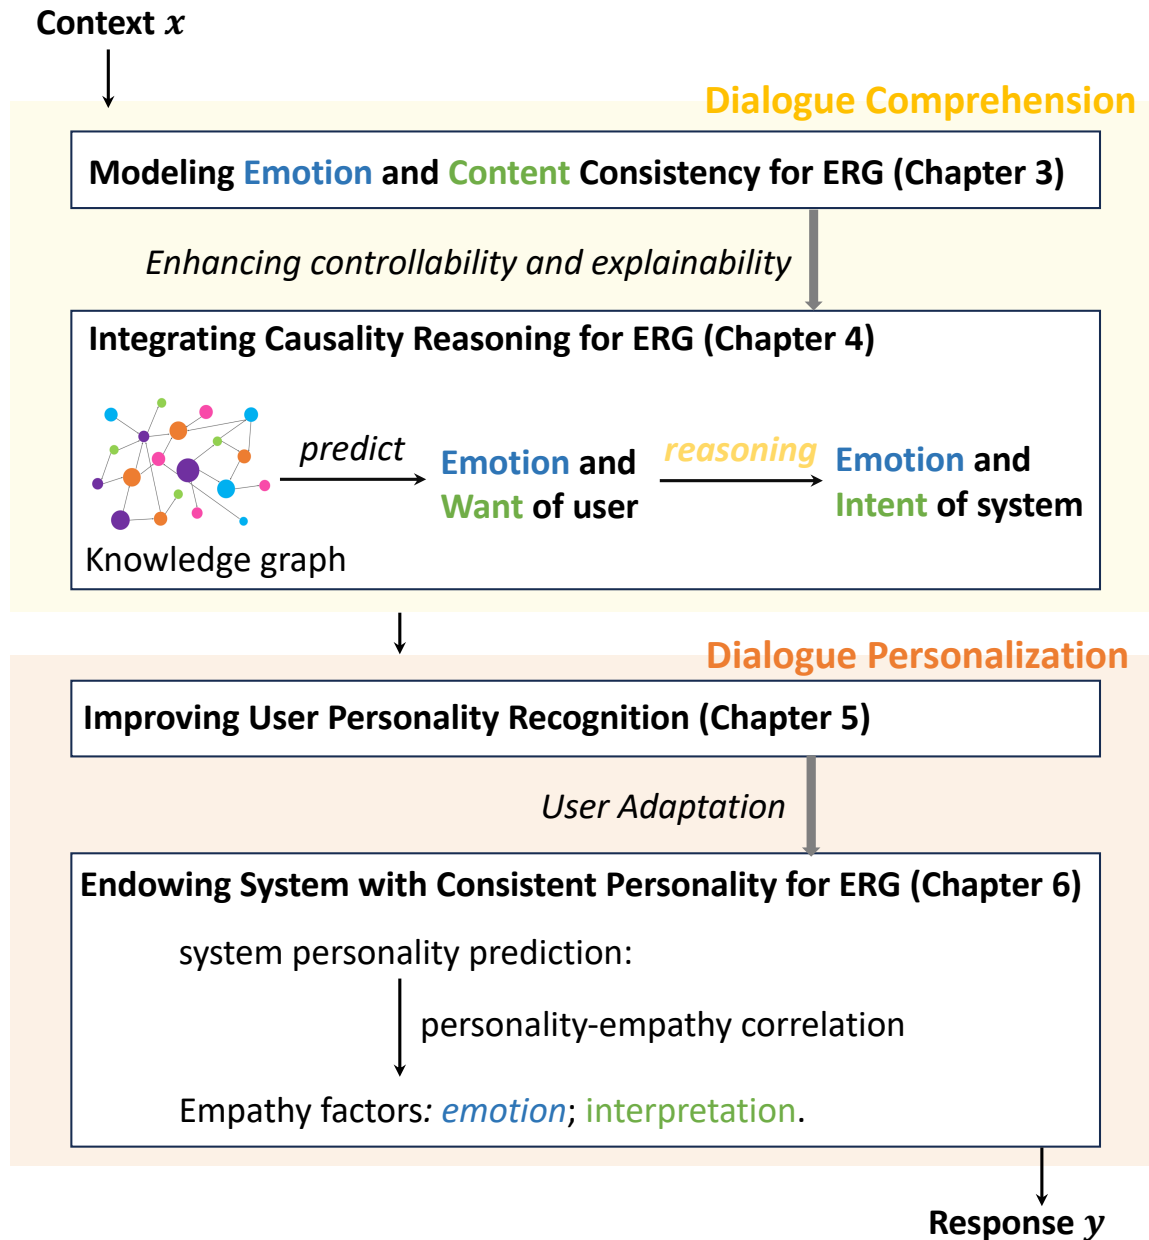 Context x
Dialogue Comprehension
Modeling Emotion and Content Consistency for ERG (Chapter 3)
Enhancing controllability and explainability
Integrating Causality Reasoning for ERG (Chapter 4)
predict
Emotion and
Want of user
reasoning
Emotion and
Intent of system
Knowledge graph
Dialogue Personalization
Improving User Personality Recognition (Chapter 5)
User Adaptation
Endowing System with Consistent Personality for ERG (Chapter 6)
system personality prediction:
personality-empathy correlation
Empathy factors: emotion; interpretation.
Response y